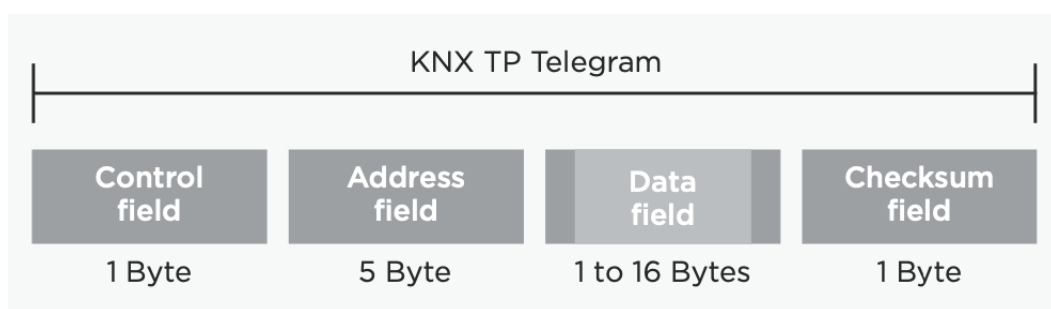 KNX TP Telegram
Control
field
Address
field
Data
field
Checksum
field
1 Byte
5 Byte
1 to 16 Bytes
1 Byte